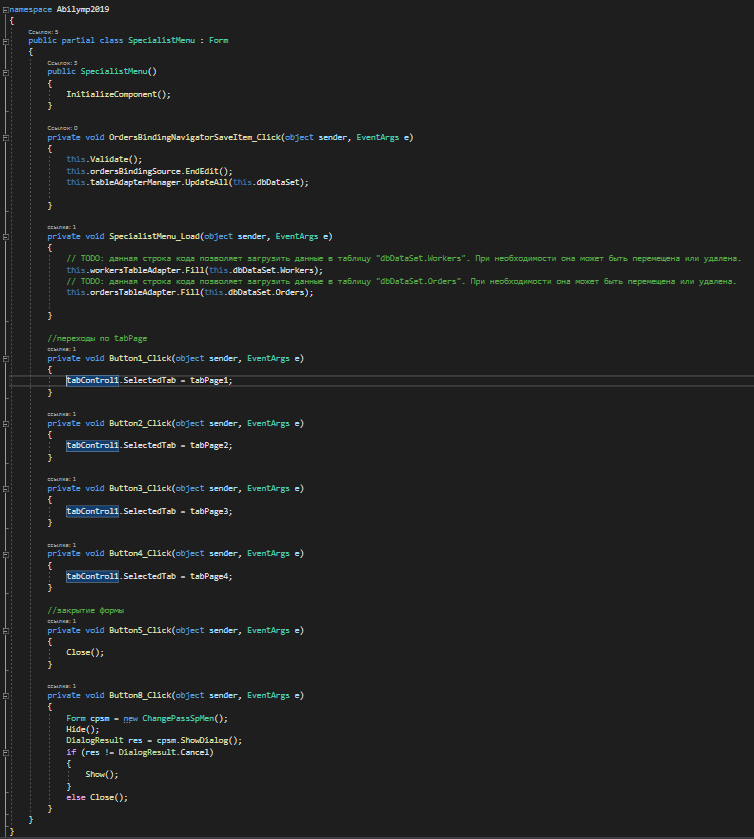 namespace Abilymp2019
{
Ссылок: 5
public partial class SpecialistMenu : Form
{
Ссылок: 3
public SpecialistMenu()
{
InitializeComponent();
}
Ссылок: 0
private void OrdersBindingNavigatorSaveItem_Click(object sender, EventArgs e)
{
this.Validate();
this.ordersBindingSource.EndEdit();
this.tableAdapterManager.UpdateAll(this.dbDataSet);
}
ссылка: 1
private void SpecialistMenu_Load(object sender, EventArgs e)
{
// TODO: данная строка кода позволяет загрузить данные в таблицу "dbDataSet.Workers". При необходимости она может быть перемещена или удалена.
this.workersTableAdapter.Fill(this.dbDataSet.Workers);
// TODO: данная строка кода позволяет загрузить данные в таблицу "dbDataSet.Orders". При необходимости она может быть перемещена или удалена.
this.ordersTableAdapter.Fill(this.dbDataSet.Orders);
}
//переходы по tabPage
ссылка: 1
private void Button1_Click(object sender, EventArgs e)
{
tabControl1.SelectedTab = tabPage1;
}
ссылка: 1
private void Button2_Click(object sender, EventArgs e)
{
tabControl1.SelectedTab = tabPage2;
}
ссылка: 1
private void Button3_Click(object sender, EventArgs e)
{
tabControl1.SelectedTab = tabPage3;
}
ссылка: 1
private void Button4_Click(object sender, EventArgs e)
{
tabControl1.SelectedTab = tabPage4;
}
//закрытие формы
ссылка: 1
private void Button5_Click(object sender, EventArgs e)
{
Close();
}
ссылка: 1
private void Button8_Click(object sender, EventArgs e)
{
Form cpsm = new ChangePassSpMen();
Hide();
DialogResult res = cpsm.ShowDialog();
if (res != DialogResult.Cancel)
{
Show();
}
else Close();
}
}
}